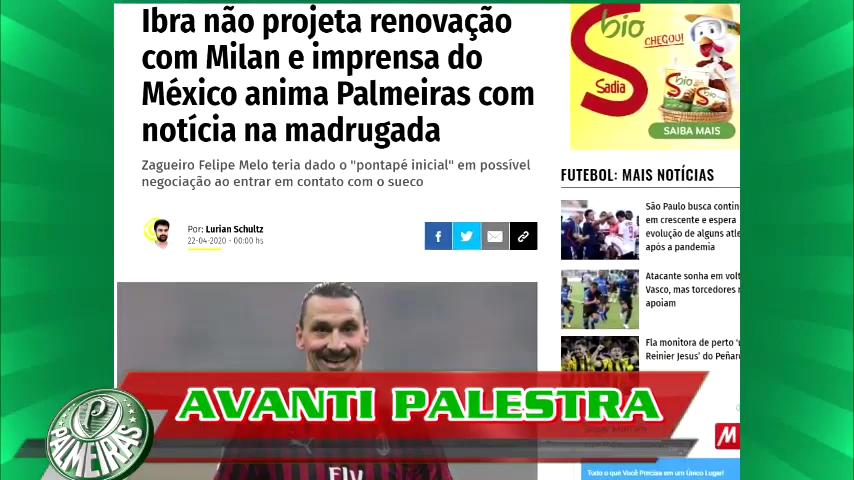 Ibra não projeta renovação
com Milan e imprensa do
México anima Palmeiras com
notícia na madrugada
Zagueiro Felipe Melo teria dado o "pontapé inicial" em possível
negociação ao entrar em contato com o sueco
Por: Lurian Schultz
22-04-2020 - 00:00 hs
bio
CHEGOU!
Sadia
SAIBA MAIS
FUTEBOL: MAIS NOTÍCIAS
São Paulo busca contin
em crescente e espera
evolução de alguns atle
após a pandemia
Atacante sonha em volt
Vasco, mas torcedores n
apoiam
Fla monitora de perto '
Reinier Jesus' do Peñar
AVANTI PALESTRA
PALMEIRAS
FLY
M
Tudo o que Você Precisa em um Único Lugar!